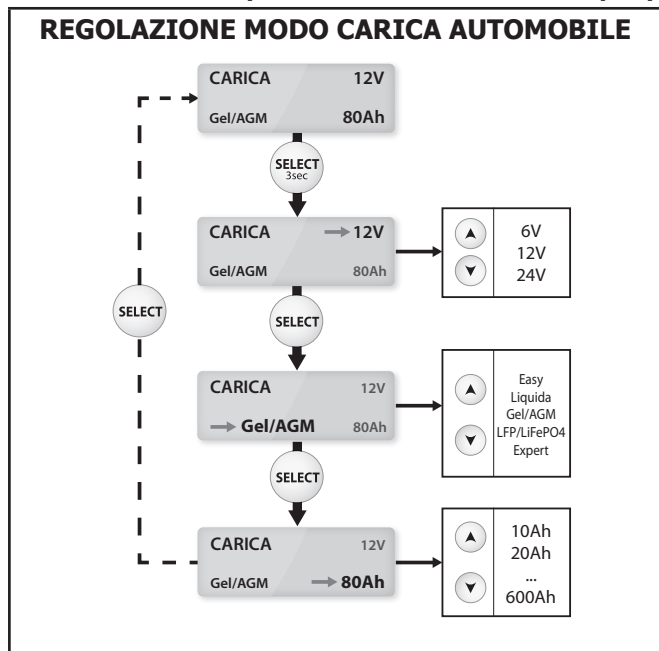 REGOLAZIONE MODO CARICA AUTOMOBILE
CARICA 12V
Gel/AGM 80Ah
SELECT
3sec
CARICA 12V
Gel/AGM 80Ah
6V
12V
24V
SELECT
SELECT
CARICA 12V
Gel/AGM 80Ah
Easy
Liquida
Gel/AGM
LFP/LiFePO4
Expert
SELECT
CARICA 12V
Gel/AGM 80Ah
10Ah
20Ah
...
600Ah